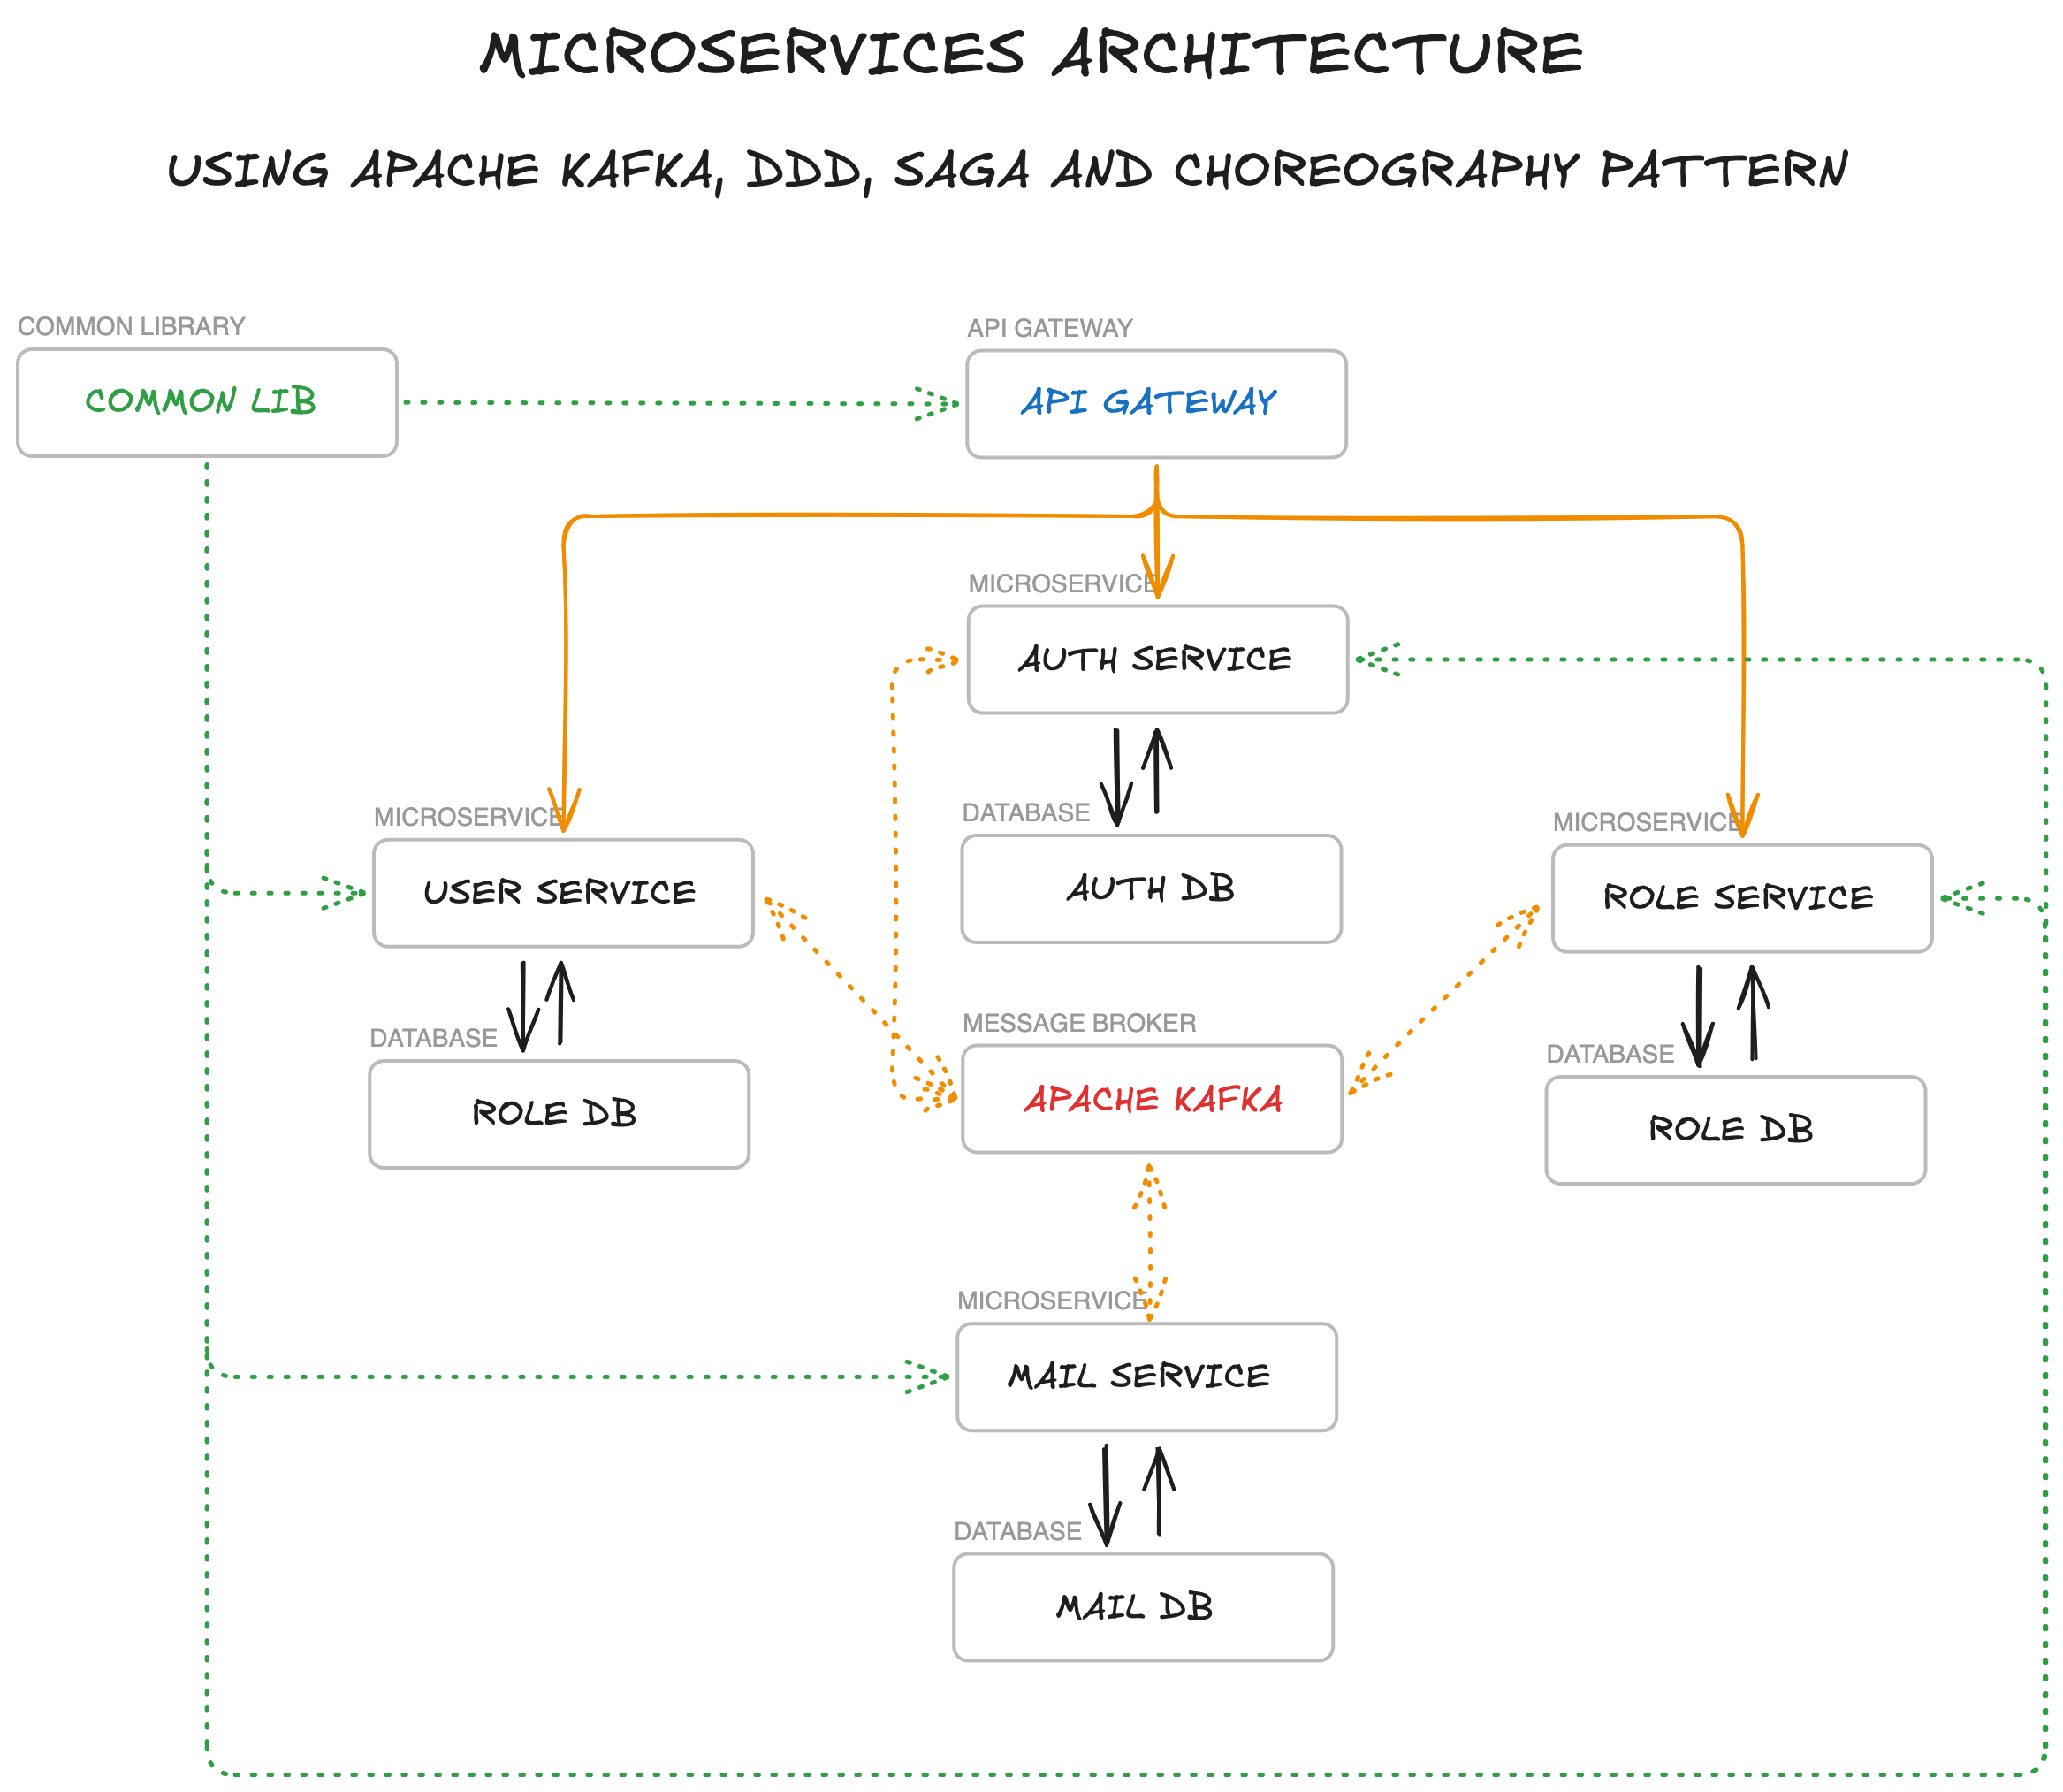 MICROSERVICES ARCHITECTURE
USING APACHE KAFKA, DDD, SAGA AND CHOREOGRAPHY PATTERN
COMMON LIBRARY
COMMON LIB
API GATEWAY
API GATEWAY
MICROSERVICE
AUTH SERVICE
MICROSERVICE
USER SERVICE
DATABASE
AUTH DB
MICROSERVICE
ROLE SERVICE
DATABASE
ROLE DB
MESSAGE BROKER
APACHE KAFKA
DATABASE
ROLE DB
MICROSERVICE
MAIL SERVICE
DATABASE
MAIL DB